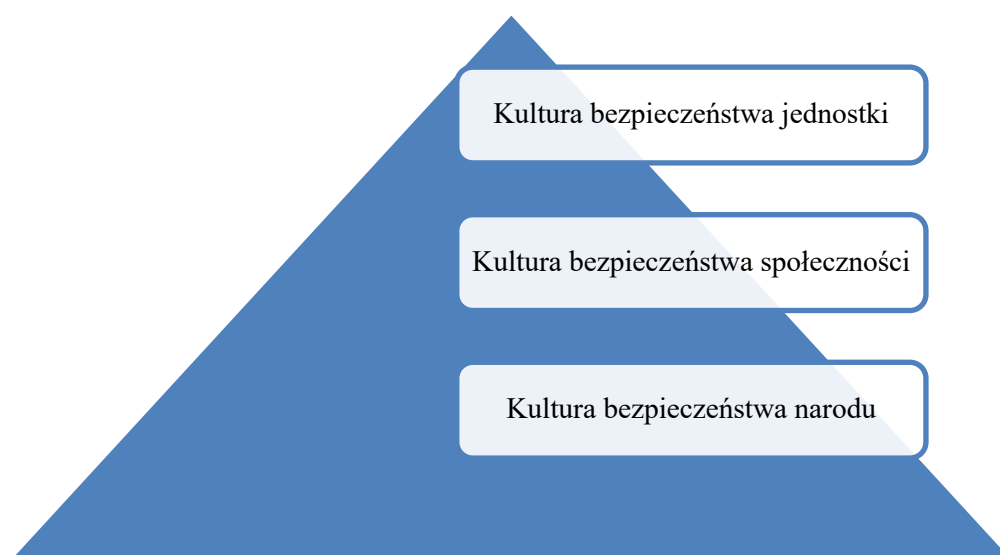 Kultura bezpieczeństwa jednostki
Kultura bezpieczeństwa społeczności
Kultura bezpieczeństwa narodu